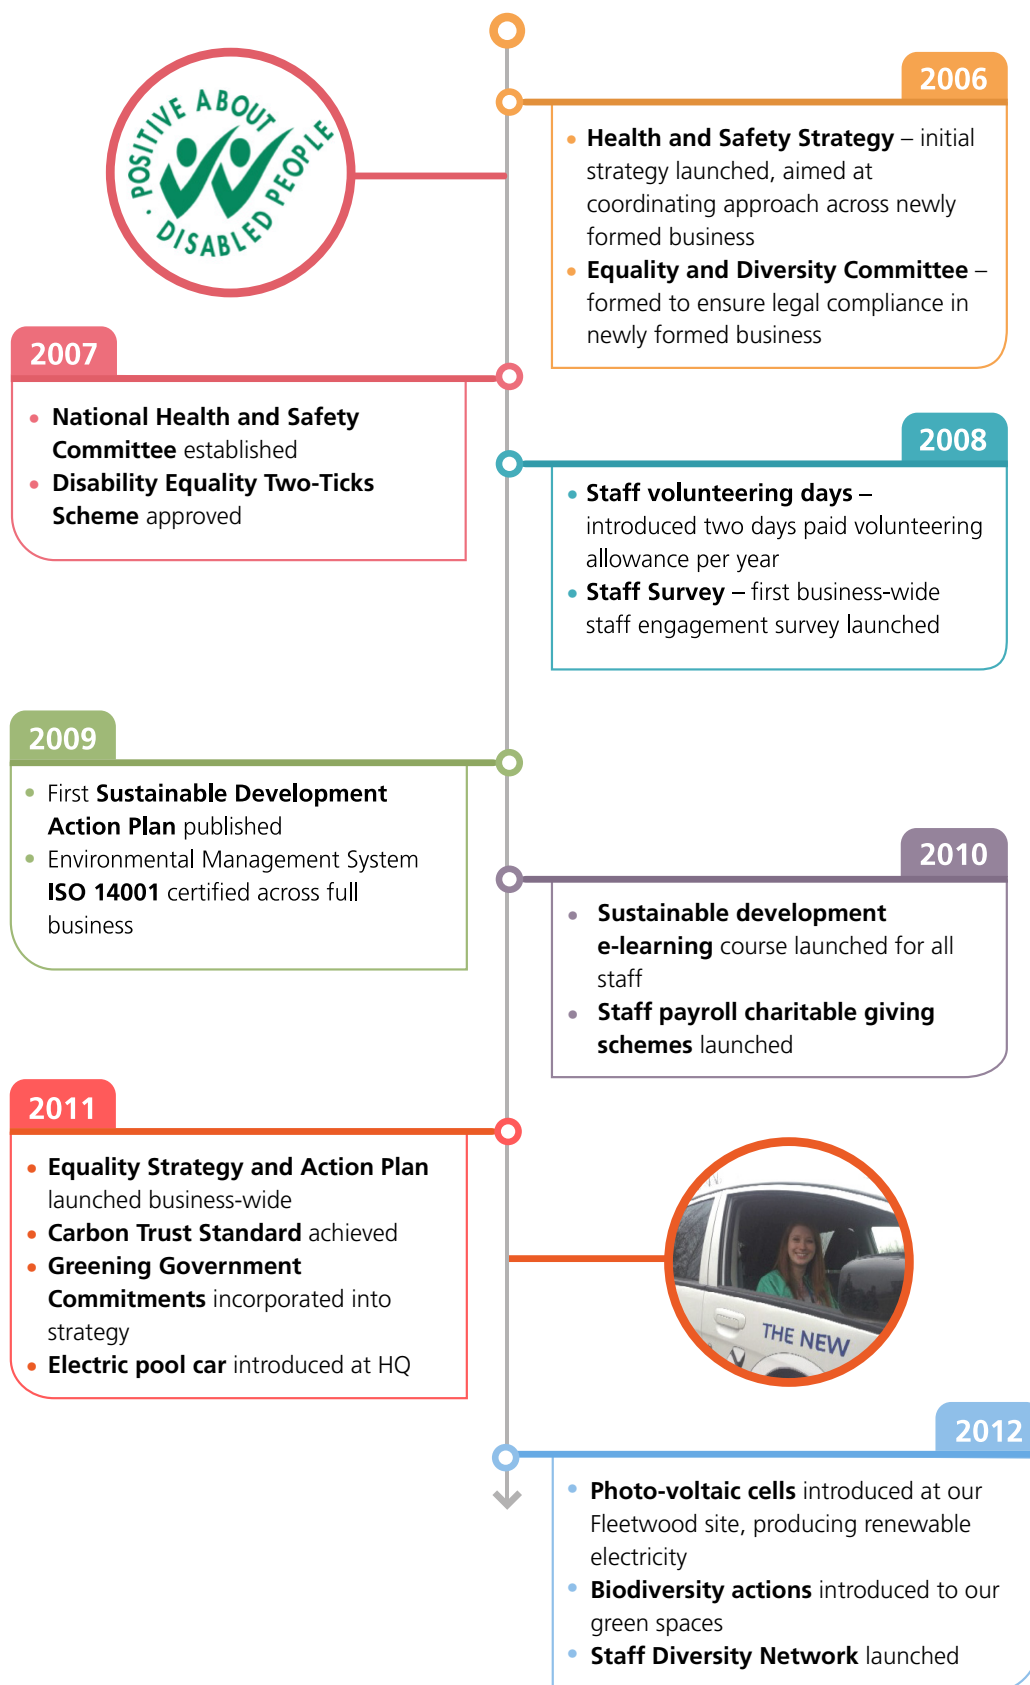 · POSITIVE ABOUT
DISABLED PEOPLE
2006
• Health and Safety Strategy – initial
strategy launched, aimed at
coordinating approach across newly
formed business
• Equality and Diversity Committee –
formed to ensure legal compliance in
newly formed business
2007
• National Health and Safety
Committee established
• Disability Equality Two-Ticks
Scheme approved
2008
• Staff volunteering days –
introduced two days paid volunteering
allowance per year
• Staff Survey – first business-wide
staff engagement survey launched
2009
• First Sustainable Development
Action Plan published
• Environmental Management System
ISO 14001 certified across full
business
2010
• Sustainable development
e-learning course launched for all
staff
• Staff payroll charitable giving
schemes launched
2011
• Equality Strategy and Action Plan
launched business-wide
• Carbon Trust Standard achieved
• Greening Government
Commitments incorporated into
strategy
• Electric pool car introduced at HQ
THE NEW
2012
• Photo-voltaic cells introduced at our
Fleetwood site, producing renewable
electricity
• Biodiversity actions introduced to our
green spaces
• Staff Diversity Network launched